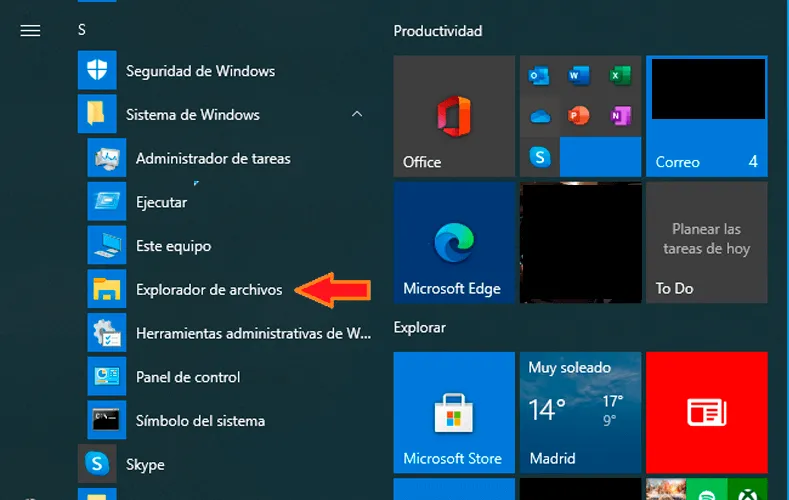 S
Seguridad de Windows
Sistema de Windows
Administrador de tareas
Ejecutar
Este equipo
Explorador de archivos
Herramientas administrativas de W...
Panel de control
Símbolo del sistema
Skype
Productividad
Office
Correo 4
Microsoft Edge
Planear las
tareas de hoy
To Do
Explorar
Microsoft Store
Muy soleado
14° 17°
9°
Madrid